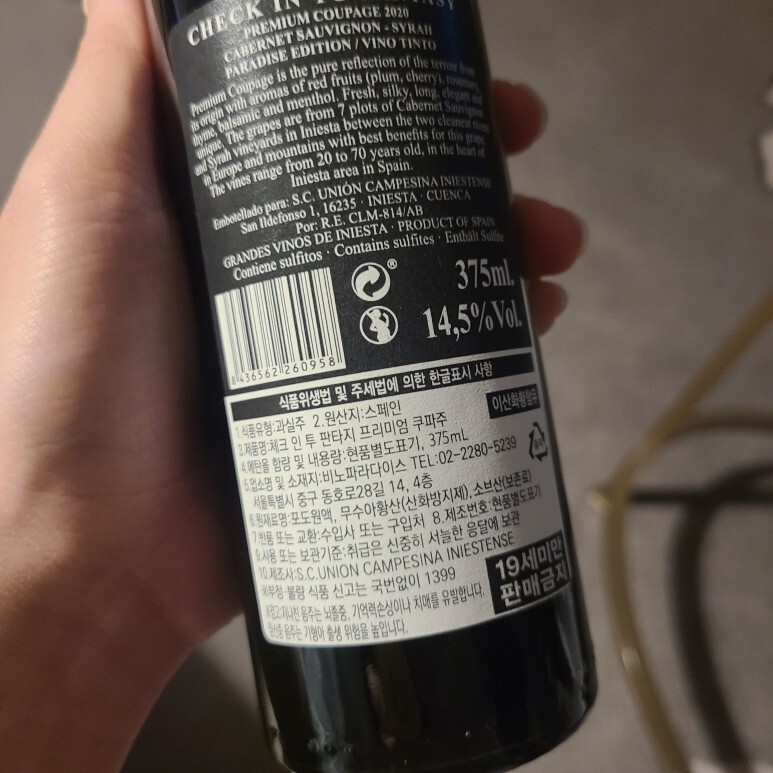 CHECK IN TO FANTASY
PREMIUM COUPAGE 2020
CABERNET SAUVIGNON - SYRAH
PARADISE EDITION / VINO TINTO
Premium Coupage is the pure reflection of the terroir from
its origin with aromas of red fruits (plum, cherry), rosemary,
thyme, balsamic and menthol. Fresh, silky, long, elegant and
unique. The grapes are from 7 plots of Cabernet Sauvignon
and Syrah vineyards in Iniesta between the two cleanest rivers
in Europe and mountains with best benefits for this grape
The vines range from 20 to 70 years old, in the heart of
Iniesta area in Spain.
Embotellado para: S.C. UNIÓN CAMPESINA INIESTENSE
San Ildefonso 1, 16235 · INIESTA · CUENCA
Por: R.E. CLM-814/AB
GRANDES VINOS DE INIESTA · PRODUCT OF SPAIN
Contiene sulfitos · Contains sulfites · Enthält Sulfite
®
375ml.
14,5%Vol.
8 436562 260958
식품위생법 및 주세법에 의한 한글표시 사항
1.식품유형:과실주 2.원산지:스페인
이산화황함유
3.제품명:체크 인 투 판타지 프리미엄 쿠파주
4.메탄올 함량 및 내용량:현품별도표기, 375mL
5.업소명 및 소재지:비노파라다이스 TEL:02-2280-5239
서울특별시 중구 동호로28길 14, 4층
6.원재료명:포도원액, 무수아황산(산화방지제),소브산(보존료)
7.반품 또는 교환:수입사 또는 구입처 8.제조번호:현품별도표기
9.사용 또는 보관기준:취급은 신중히 서늘한 응달에 보관
10.제조사:S.C.UNION CAMPESINA INIESTENSE
※부정·불량 식품 신고는 국번없이 1399
※경고:지나친 음주는 뇌졸중, 기억력손상이나 치매를 유발합니다.
임신중 음주는 기형아 출생 위험을 높입니다.
19세미만
판매금지